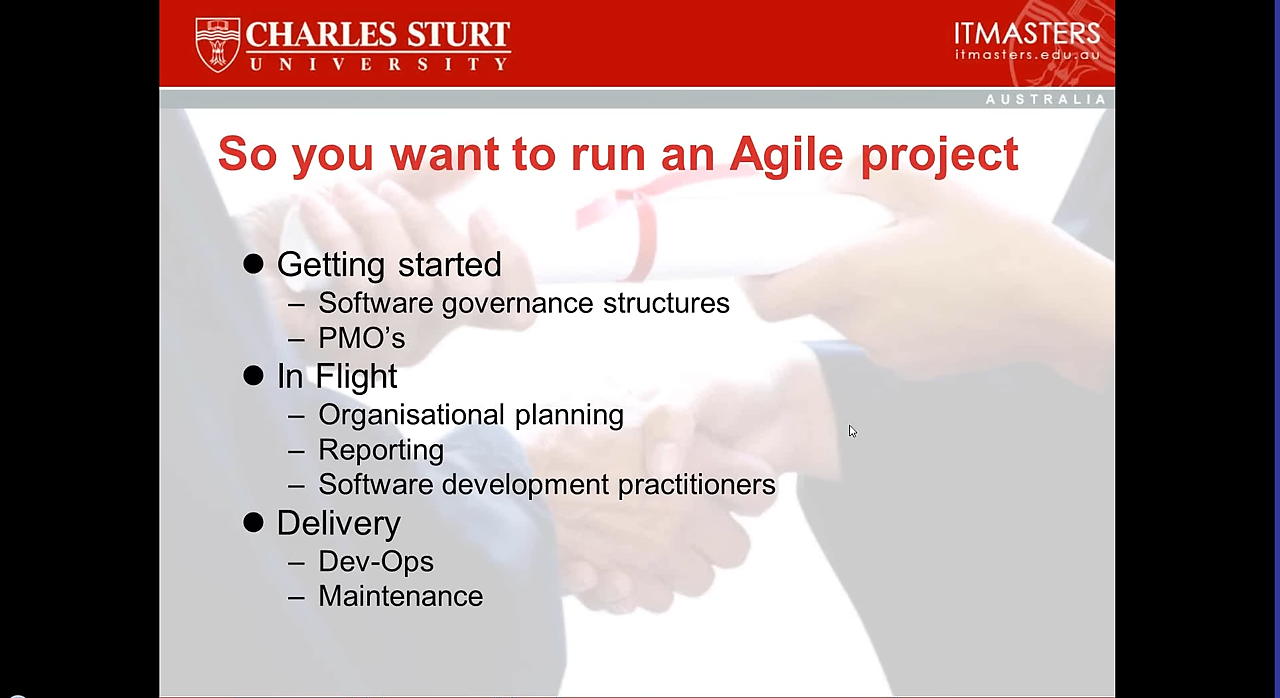 CHARLES STURT
UNIVERSITY
ITMASTERS
itmasters.edu.au
AUSTRALIA
So you want to run an Agile project
● Getting started
– Software governance structures
– PMO’s
● In Flight
– Organisational planning
– Reporting
– Software development practitioners
● Delivery
– Dev-Ops
– Maintenance